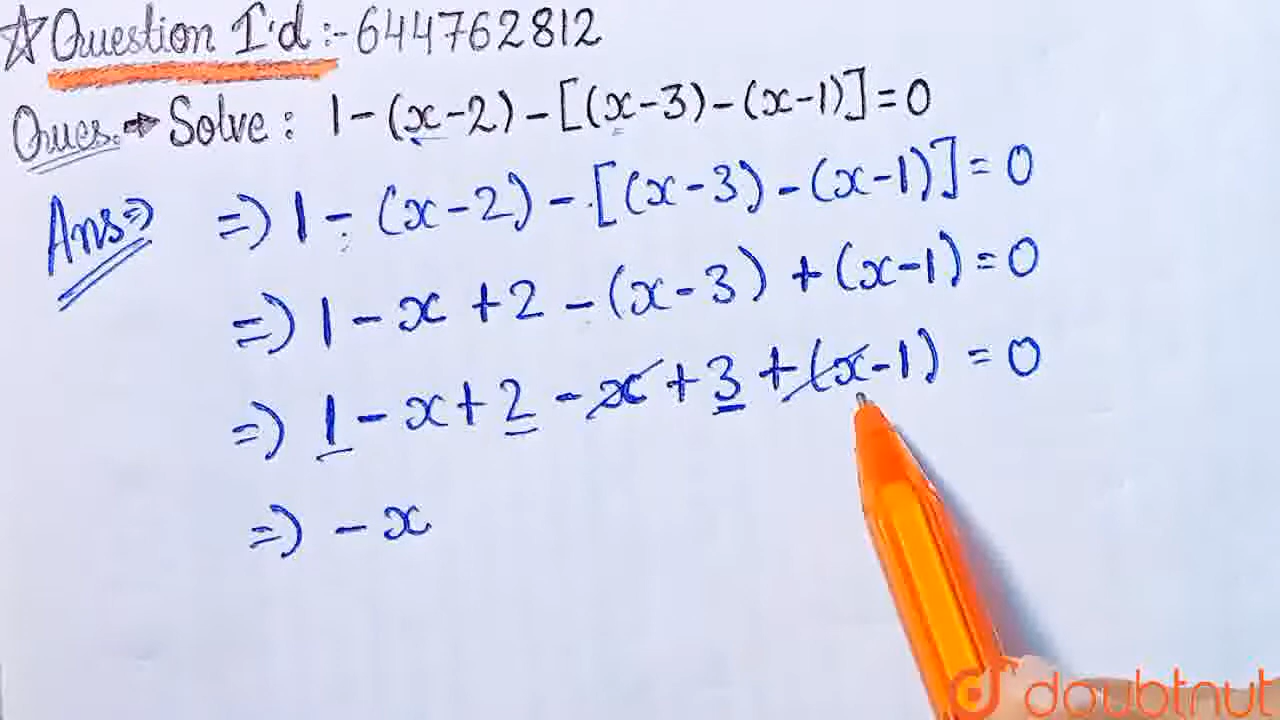 ☆Question I'd :- 644762812
Ques. → Solve : 1-(x-2)-[(x-3)-(x-1)]=0
Ans⇒ ⇒) 1-(x-2)-[(x-3)-(x-1)]=0
⇒) 1-x+2-(x-3)+(x-1)=0
⇒) 1-x+2-x+3+(x-1)=0
⇒) -x
doubtnut